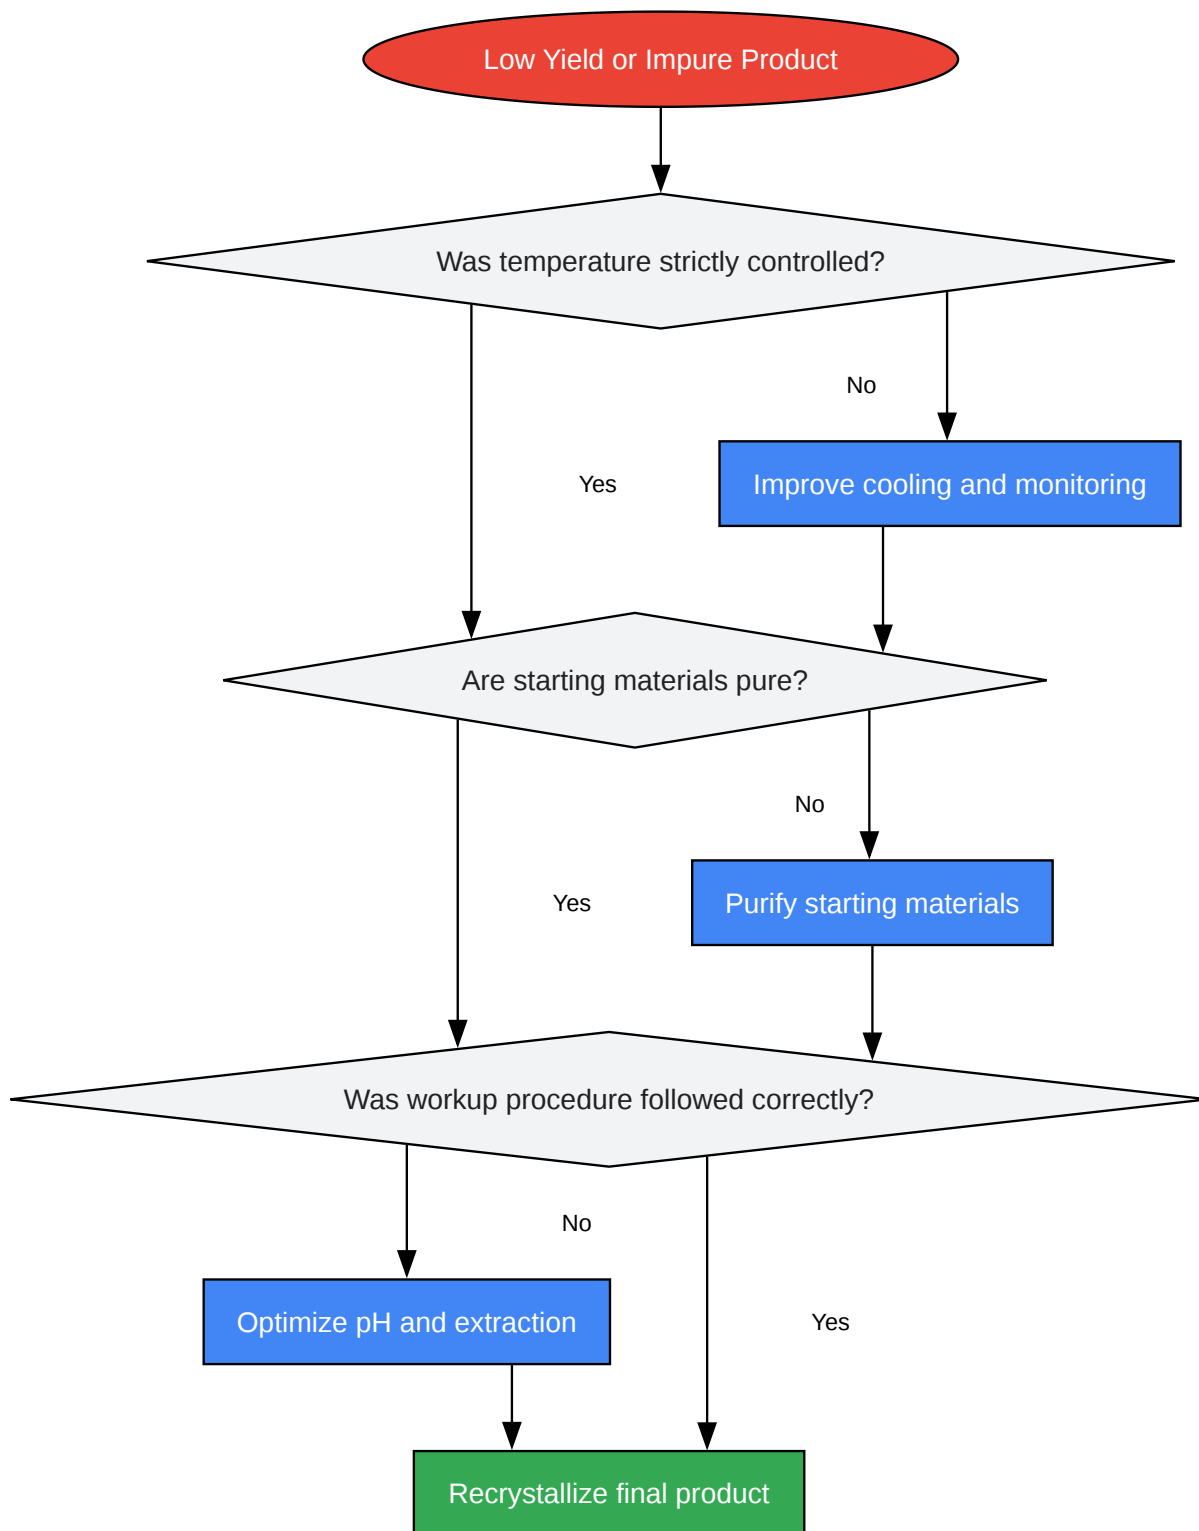 Low Yield or Impure Product
Was temperature strictly controlled?
No
Yes
Improve cooling and monitoring
Are starting materials pure?
No
Yes
Purify starting materials
Was workup procedure followed correctly?
No
Optimize pH and extraction
Yes
Recrystallize final product